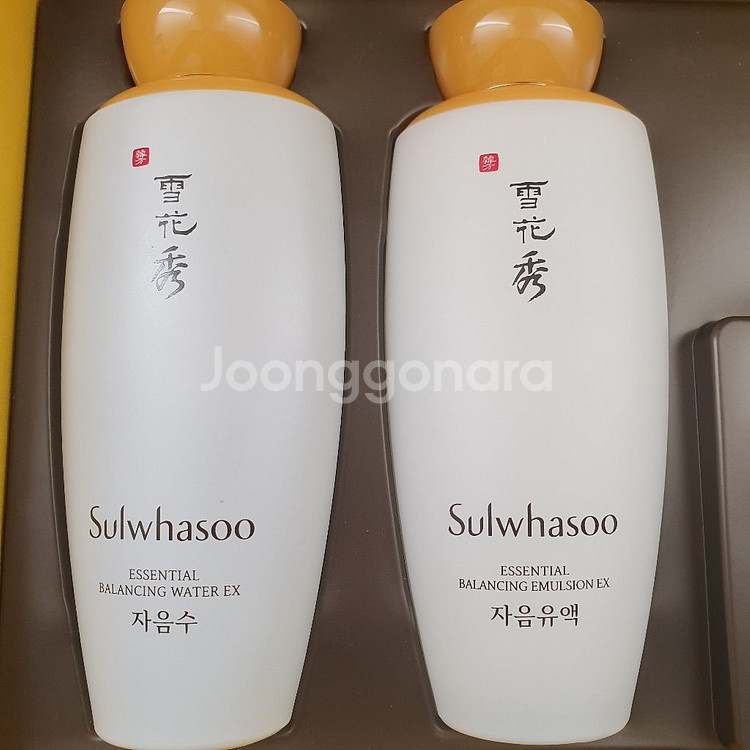 雪
花
秀
Sulwhasoo
ESSENTIAL
BALANCING WATER EX
자음수
雪
花
秀
Sulwhasoo
ESSENTIAL
BALANCING EMULSION EX
자음유액
Joonggonara